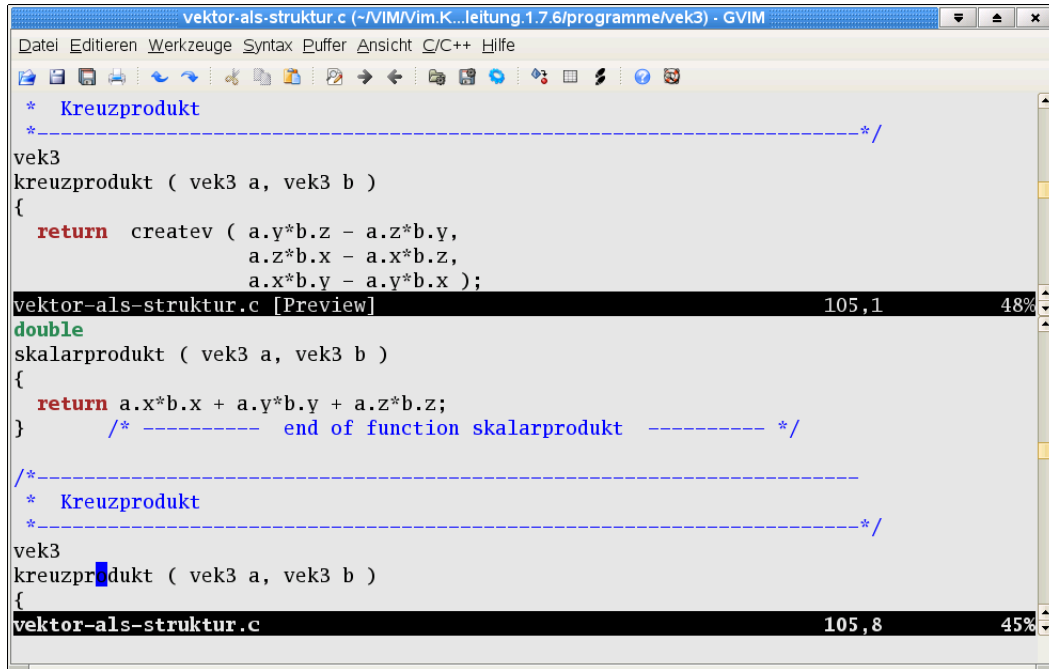 vektor-als-struktur.c (~/VIM/Vim.K...leitung.1.7.6/programme/vek3) - GVIM
Datei Editieren Werkzeuge Syntax Puffer Ansicht C/C++ Hilfe
 *  Kreuzprodukt
 *----------------------------------------------------------------------*/
vek3
kreuzprodukt ( vek3 a, vek3 b )
{
  return  createv ( a.y*b.z - a.z*b.y,
                    a.z*b.x - a.x*b.z,
                    a.x*b.y - a.y*b.x );
vektor-als-struktur.c [Preview] 105,1 48%
double
skalarprodukt ( vek3 a, vek3 b )
{
  return a.x*b.x + a.y*b.y + a.z*b.z;
}       /* ----------  end of function skalarprodukt  ---------- */
/*----------------------------------------------------------------------
 *  Kreuzprodukt
 *----------------------------------------------------------------------*/
vek3
kreuzprodukt ( vek3 a, vek3 b )
{
vektor-als-struktur.c 105,8 45%